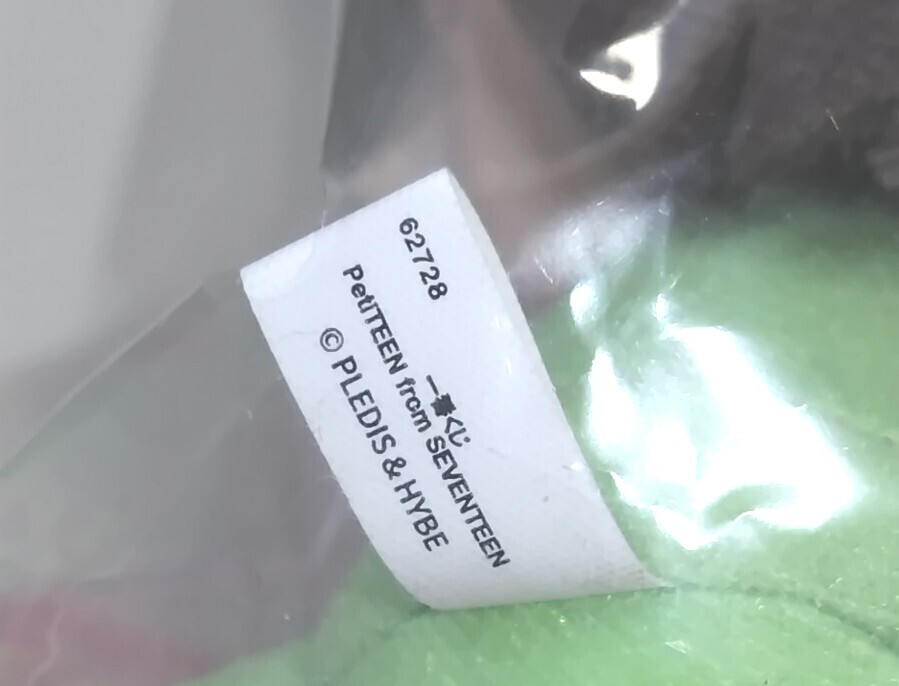 62728
一番くじ
PetiTEEN from SEVENTEEN
© PLEDIS & HYBE